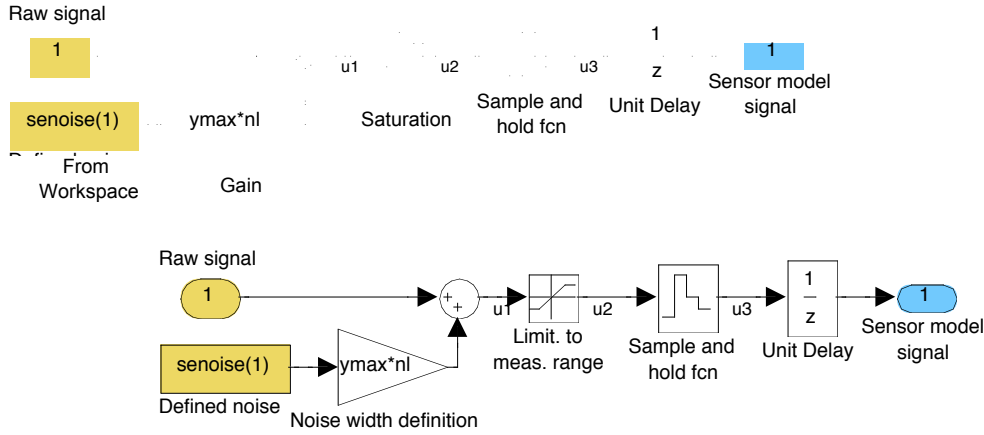 Raw signal
1
1
1
u1
u2
u3
z
Sensor model
signal
senoise(1)
ymax*nl
Saturation
Sample and
hold fcn
Unit Delay
From
Workspace
Gain
Raw signal
1
+
+
u1
u2
u3
1
z
1
Limit. to
meas. range
Sample and
hold fcn
Unit Delay
Sensor model
signal
senoise(1)
ymax*nl
Defined noise
Noise width definition